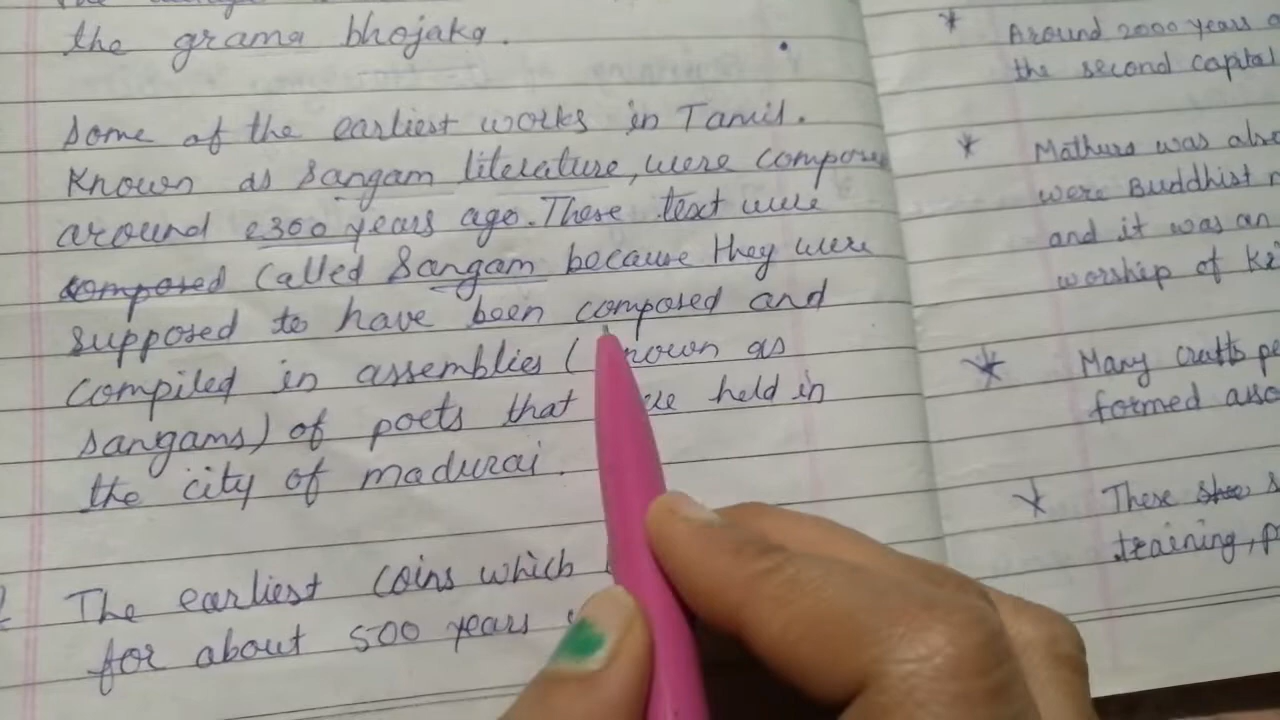 the grama bhojaka.
Some of the earliest works in Tamil.
Known as Sangam literature, were compose
around 2300 years ago. These text were
composed Called Sangam because they were
supposed to have been composed and
compiled in assemblies ( nown as
sangams) of poets that re held in
the city of madurai.
The earliest coins which
for about 500 years
* Around 2000 years
the second capital
* Mathura was also
were Buddhist
and it was an
worship of
* Many crafts pe
formed asso
* These
training, p